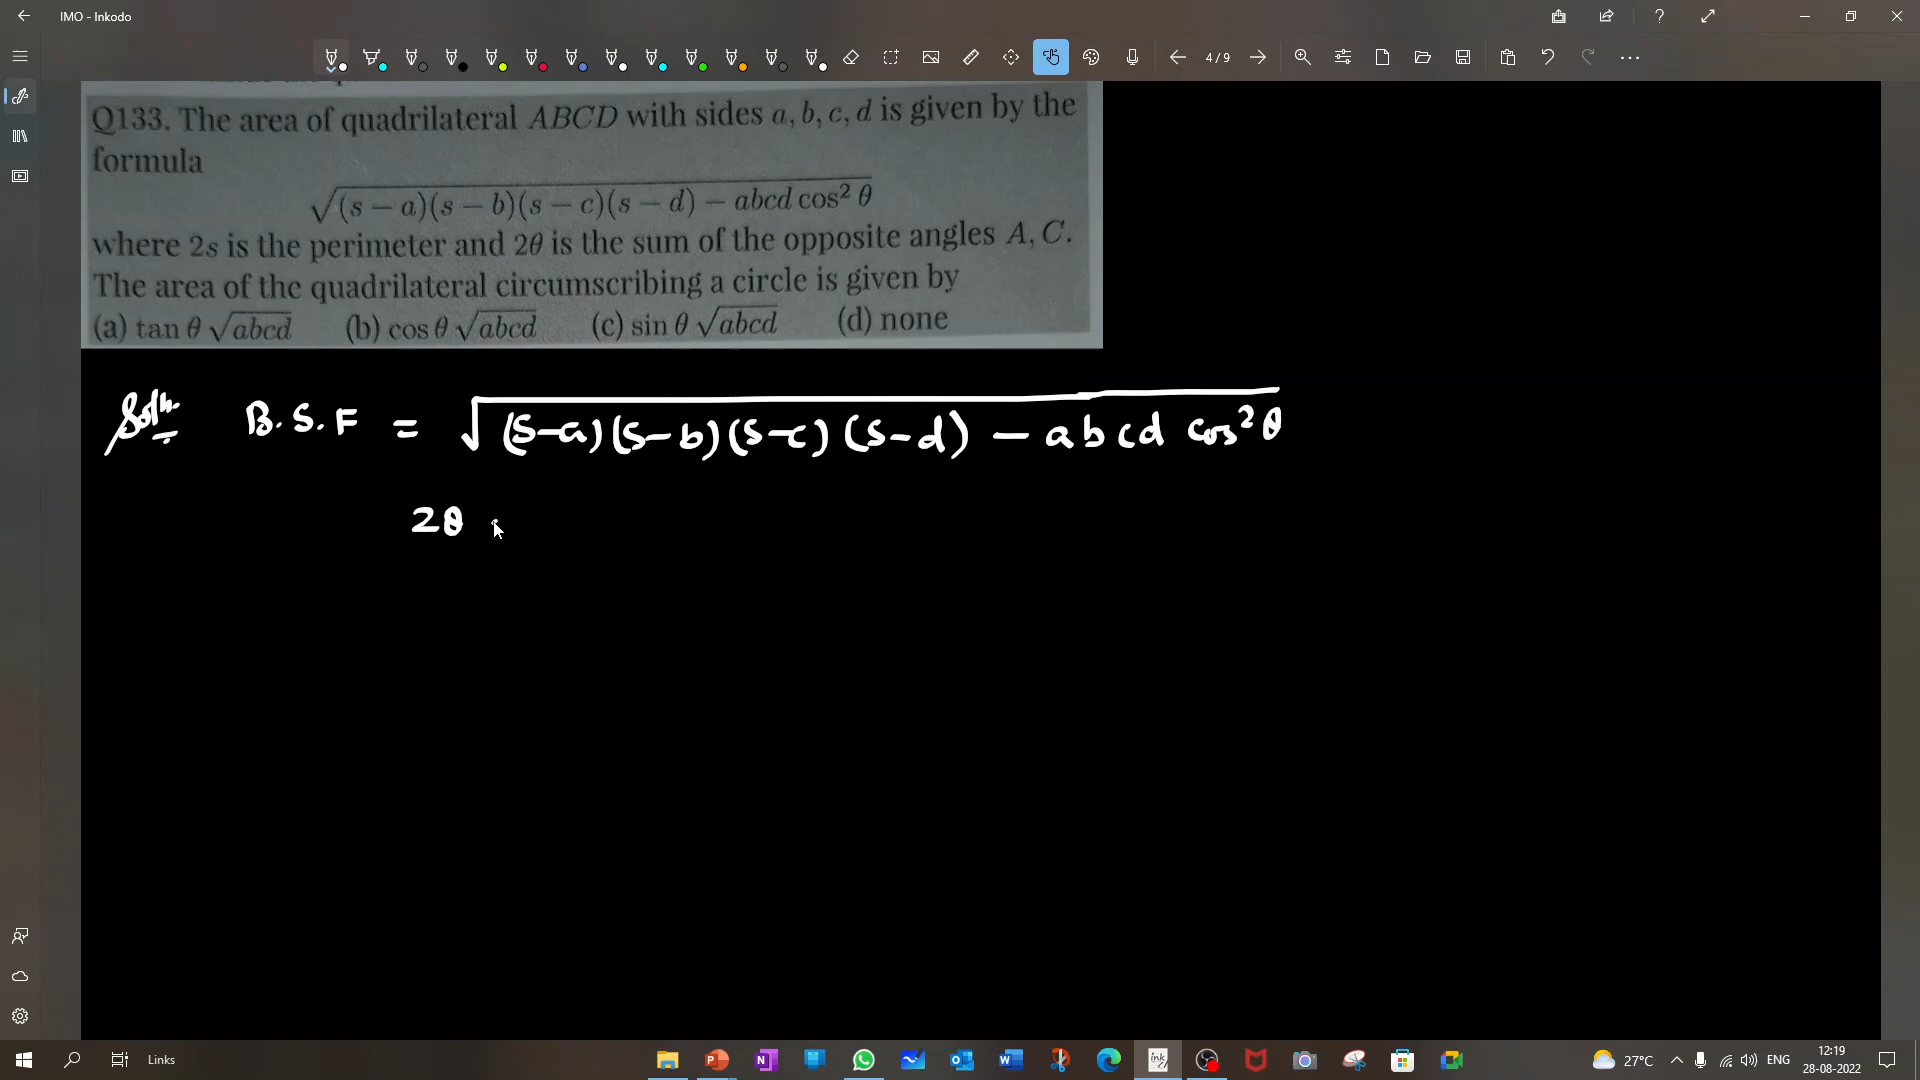 IMO - Inkodo
4/9
Q133. The area of quadrilateral ABCD with sides a, b, c, d is given by the
formula
√(s − a)(s − b)(s − c)(s − d) − abcd cos² θ
where 2s is the perimeter and 2θ is the sum of the opposite angles A, C.
The area of the quadrilateral circumscribing a circle is given by
(a) tan θ √abcd (b) cos θ √abcd (c) sin θ √abcd (d) none
Soln. B.S.F = √(s-a)(s-b)(s-c)(s-d) - abcd cos²θ
2θ
Links
ink
27°C
ENG
12:19
28-08-2022